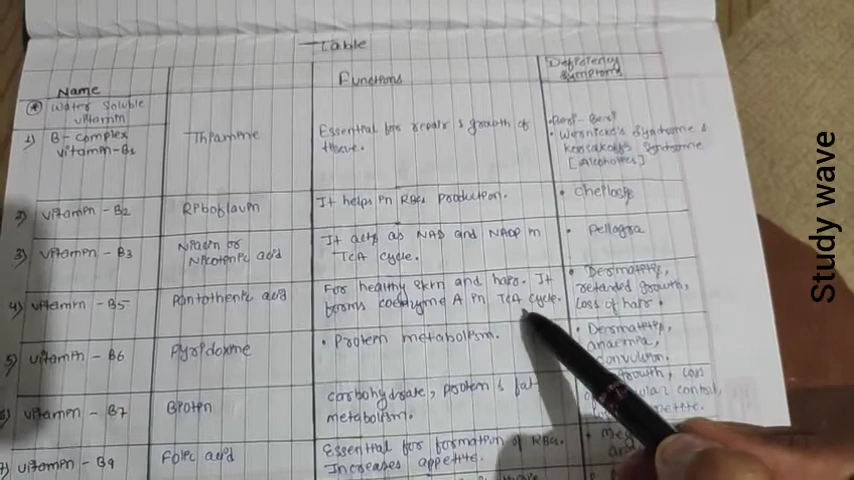 Table
Name
Functions
Deficiency
symptoms
Water soluble
vitamin
1) B-complex
vitamin-B1
Thiamine
Essential for repair & growth of
tissue.
• Beri-Beri
• Wernicke's Syndrome &
Syndrome
[alcoholics]
2) vitamin-B2
Riboflavin
It helps in RBCs production.
•
3) vitamin-B3
Niacin or
Nicotinic acid
It acts as NAD and NADP in
TCA cycle.
• Pellagra
4) vitamin-B5
Pantothenic acid
For healthy skin and hair. It
forms coenzyme A in TCA cycle.
• Dermatitis,
retarded growth,
Loss of hair.
5) vitamin-B6
Pyridoxine
• Protein metabolism.
• Dermatitis,
anaemia,
convulsion.
6) vitamin-B7
Biotin
carbohydrate, protein & fat
metabolism.
growth, Loss
control,
7) vitamin-B9
Folic acid
Essential for formation of RBCs.
Increases appetite.
Study wave